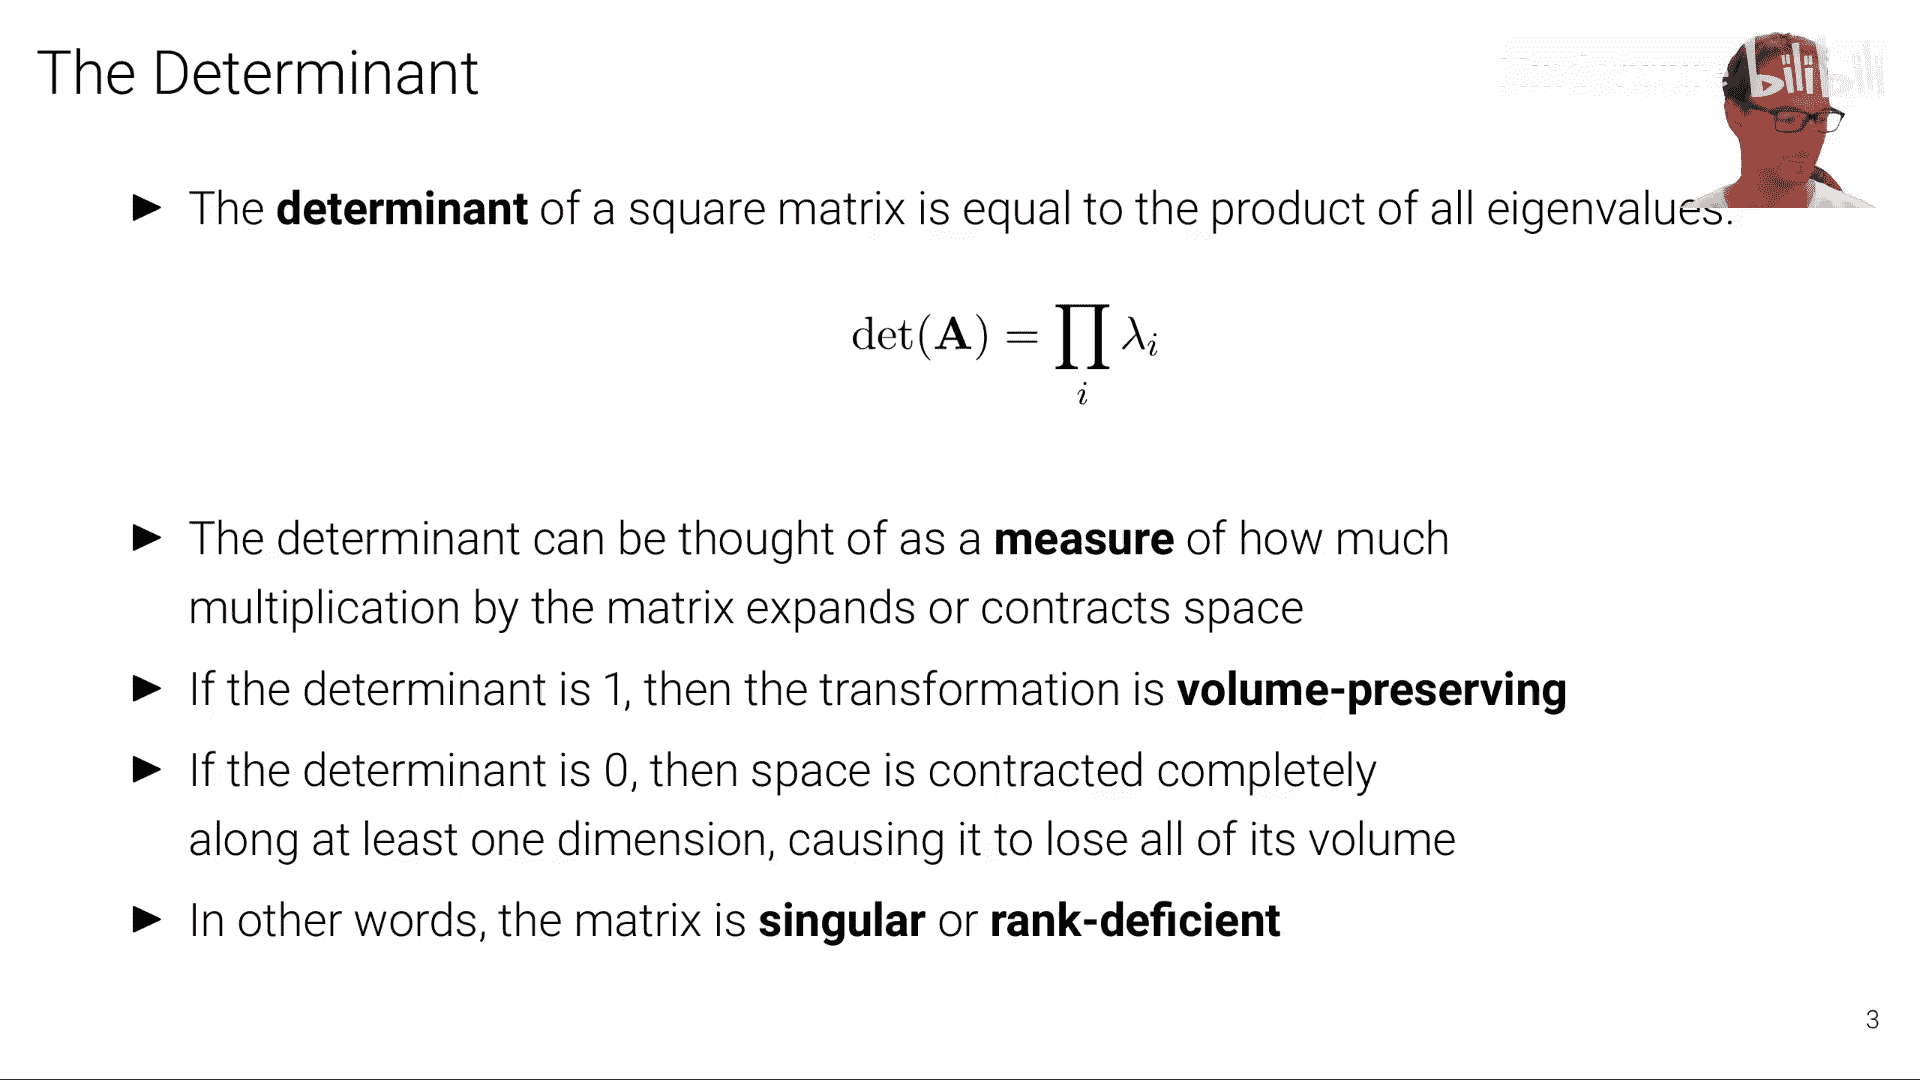 The Determinant
bilibili
► The determinant of a square matrix is equal to the product of all eigenvalues:
det(A) = ∏ λᵢ
i
► The determinant can be thought of as a measure of how much
multiplication by the matrix expands or contracts space
► If the determinant is 1, then the transformation is volume-preserving
► If the determinant is 0, then space is contracted completely
along at least one dimension, causing it to lose all of its volume
► In other words, the matrix is singular or rank-deficient
3